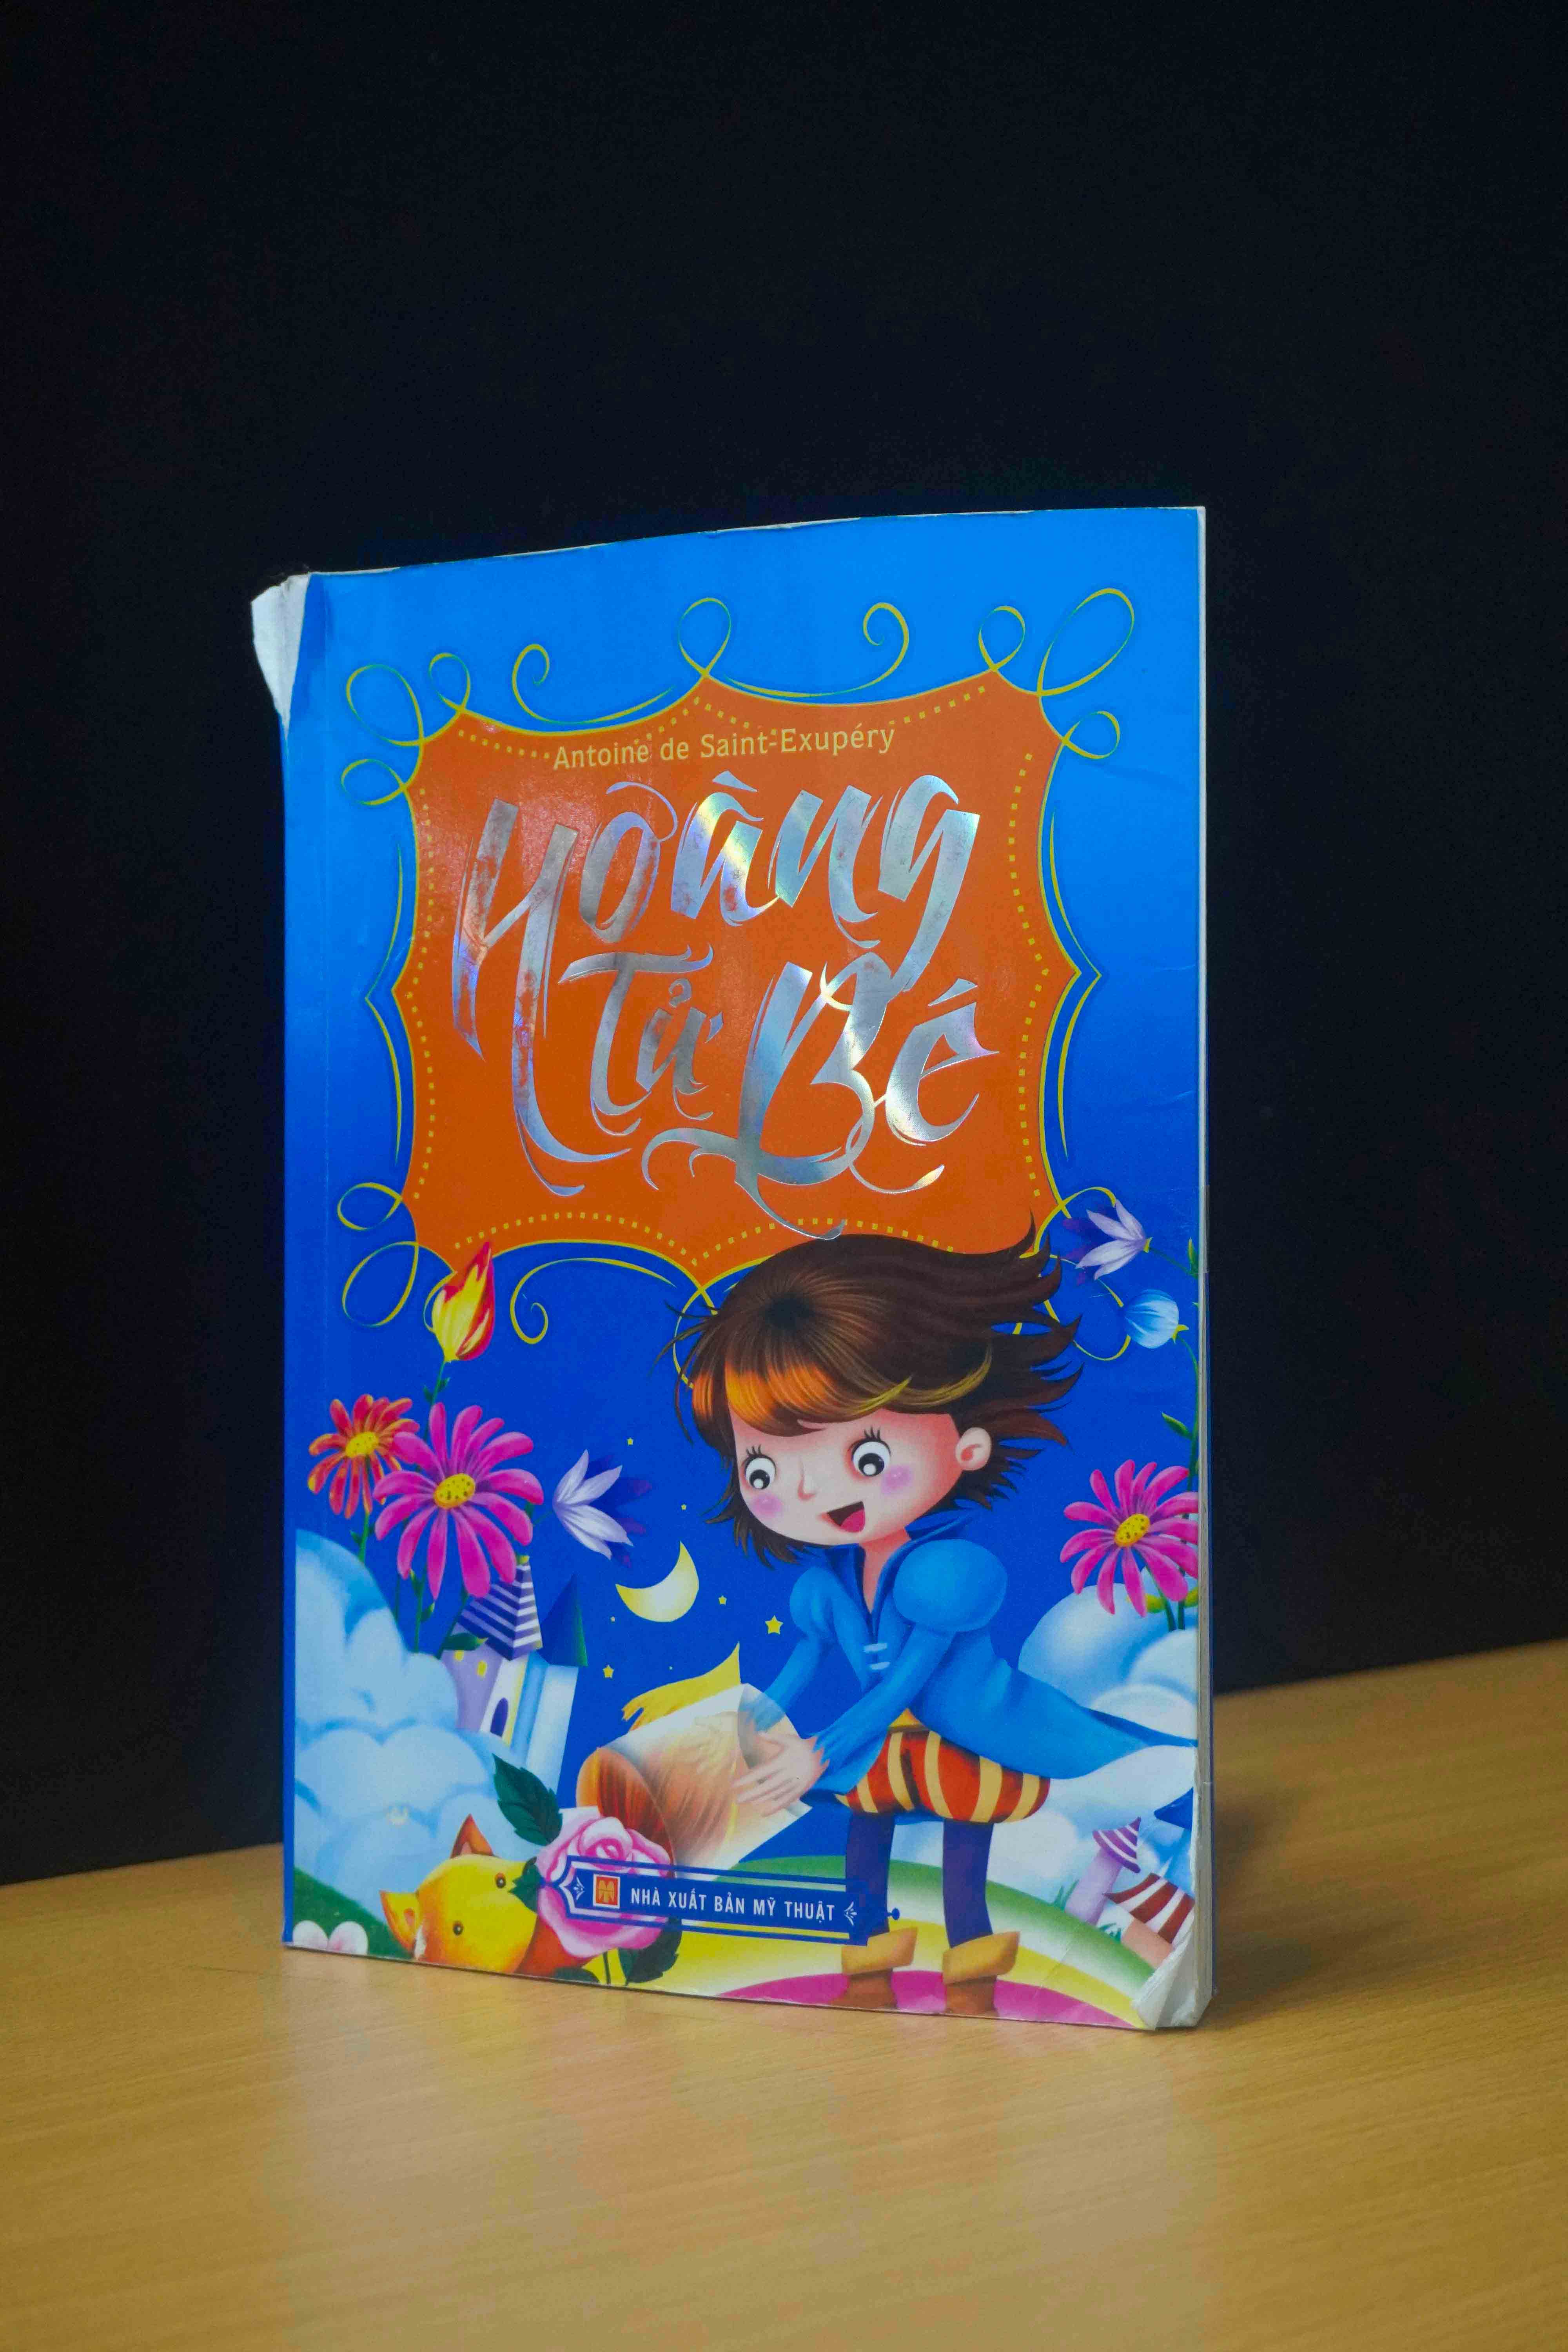 Antoine de Saint-Exupéry
Hoàng
Tử Bé
NHÀ XUẤT BẢN MỸ THUẬT